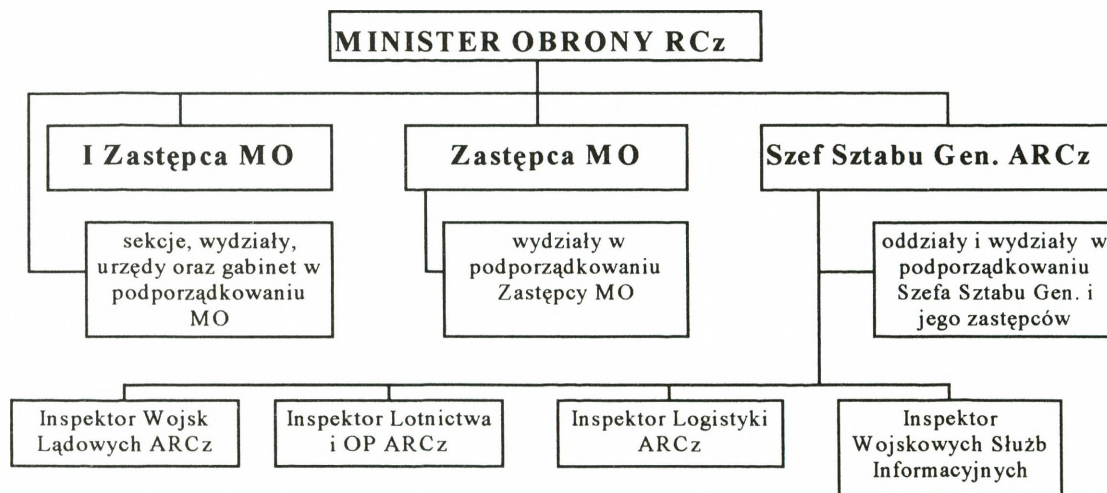 MINISTER OBRONY RCz
I Zastępca MO
Zastępca MO
Szef Sztabu Gen. ARCz
sekcje, wydziały,
urzędy oraz gabinet w
podporządkowaniu
MO
wydziały w
podporządkowaniu
Zastępcy MO
oddziały i wydziały w
podporządkowaniu
Szefa Sztabu Gen. i
jego zastępców
Inspektor Wojsk
Lądowych ARCz
Inspektor Lotnictwa
i OP ARCz
Inspektor Logistyki
ARCz
Inspektor
Wojskowych Służb
Informacyjnych